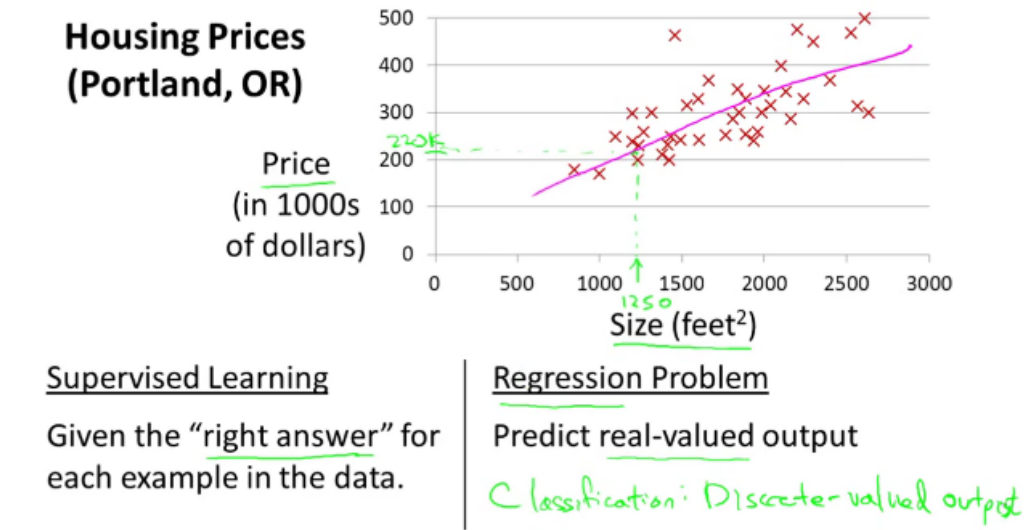 Housing Prices
(Portland, OR)
500
400
300
220K
200
100
0
Price
(in 1000s
of dollars)
0 500 1000 1500 2000 2500 3000
1250
Size (feet²)
Supervised Learning
Given the “right answer” for
each example in the data.
Regression Problem
Predict real-valued output
Classification: Discrete-valued output